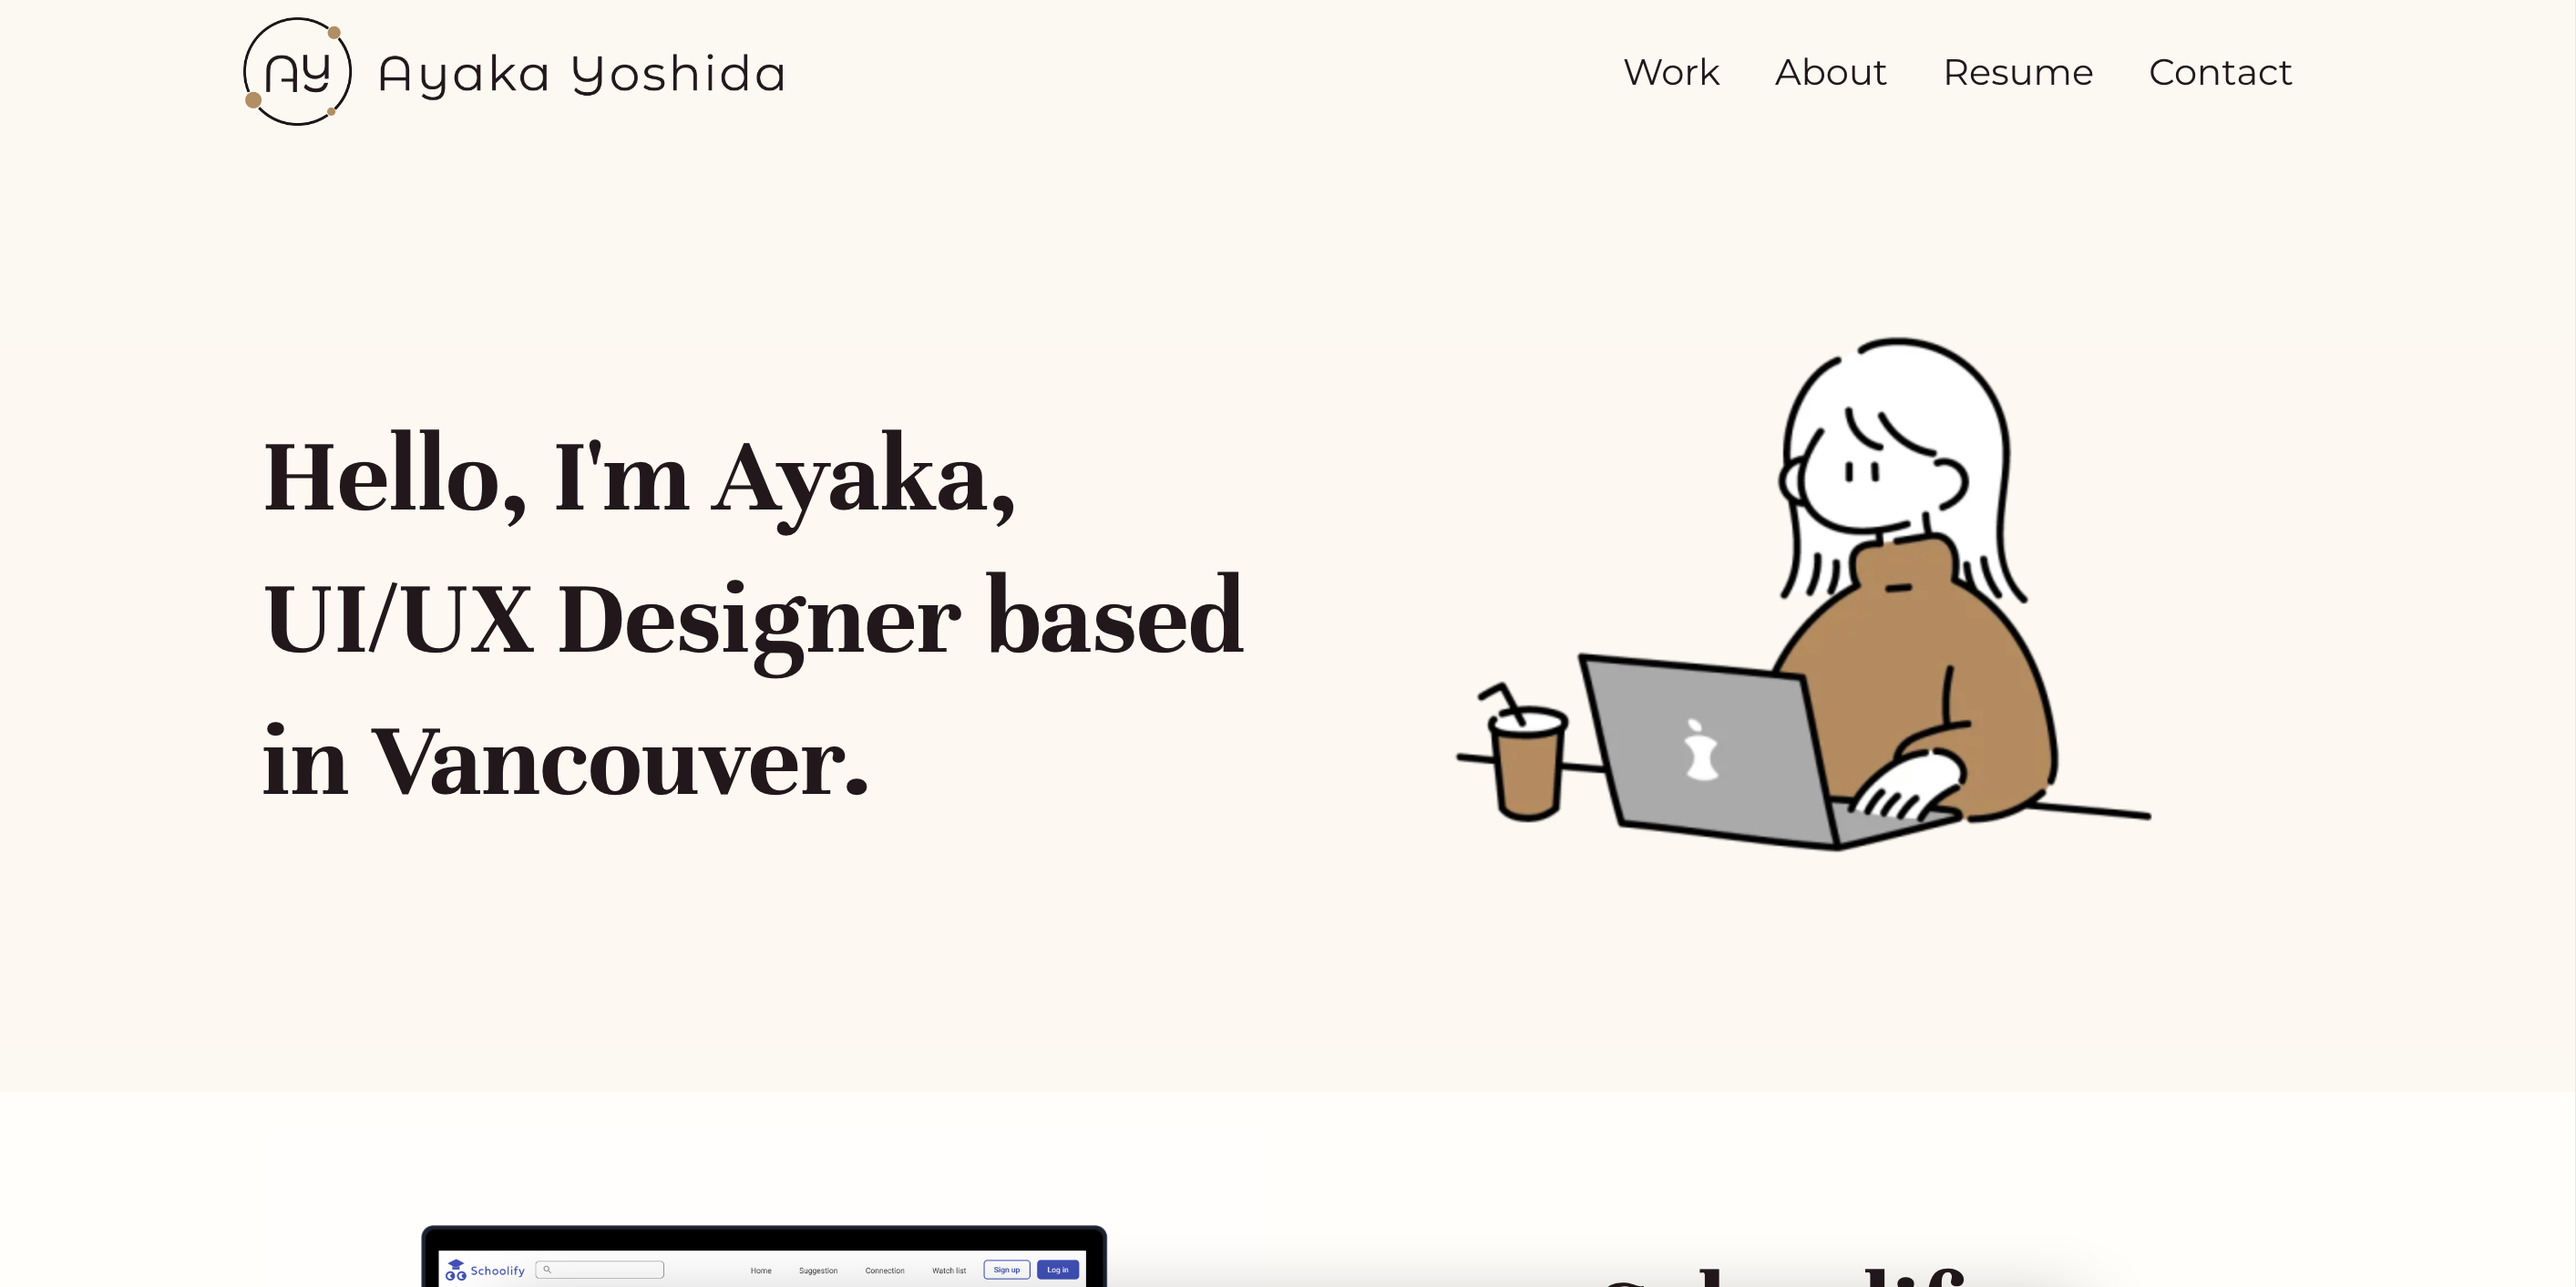 AY Ayaka Yoshida
Work About Resume Contact
Hello, I'm Ayaka,
UI/UX Designer based
in Vancouver.
Schoolify Home Suggestion Connection Watch list Sign up Log in